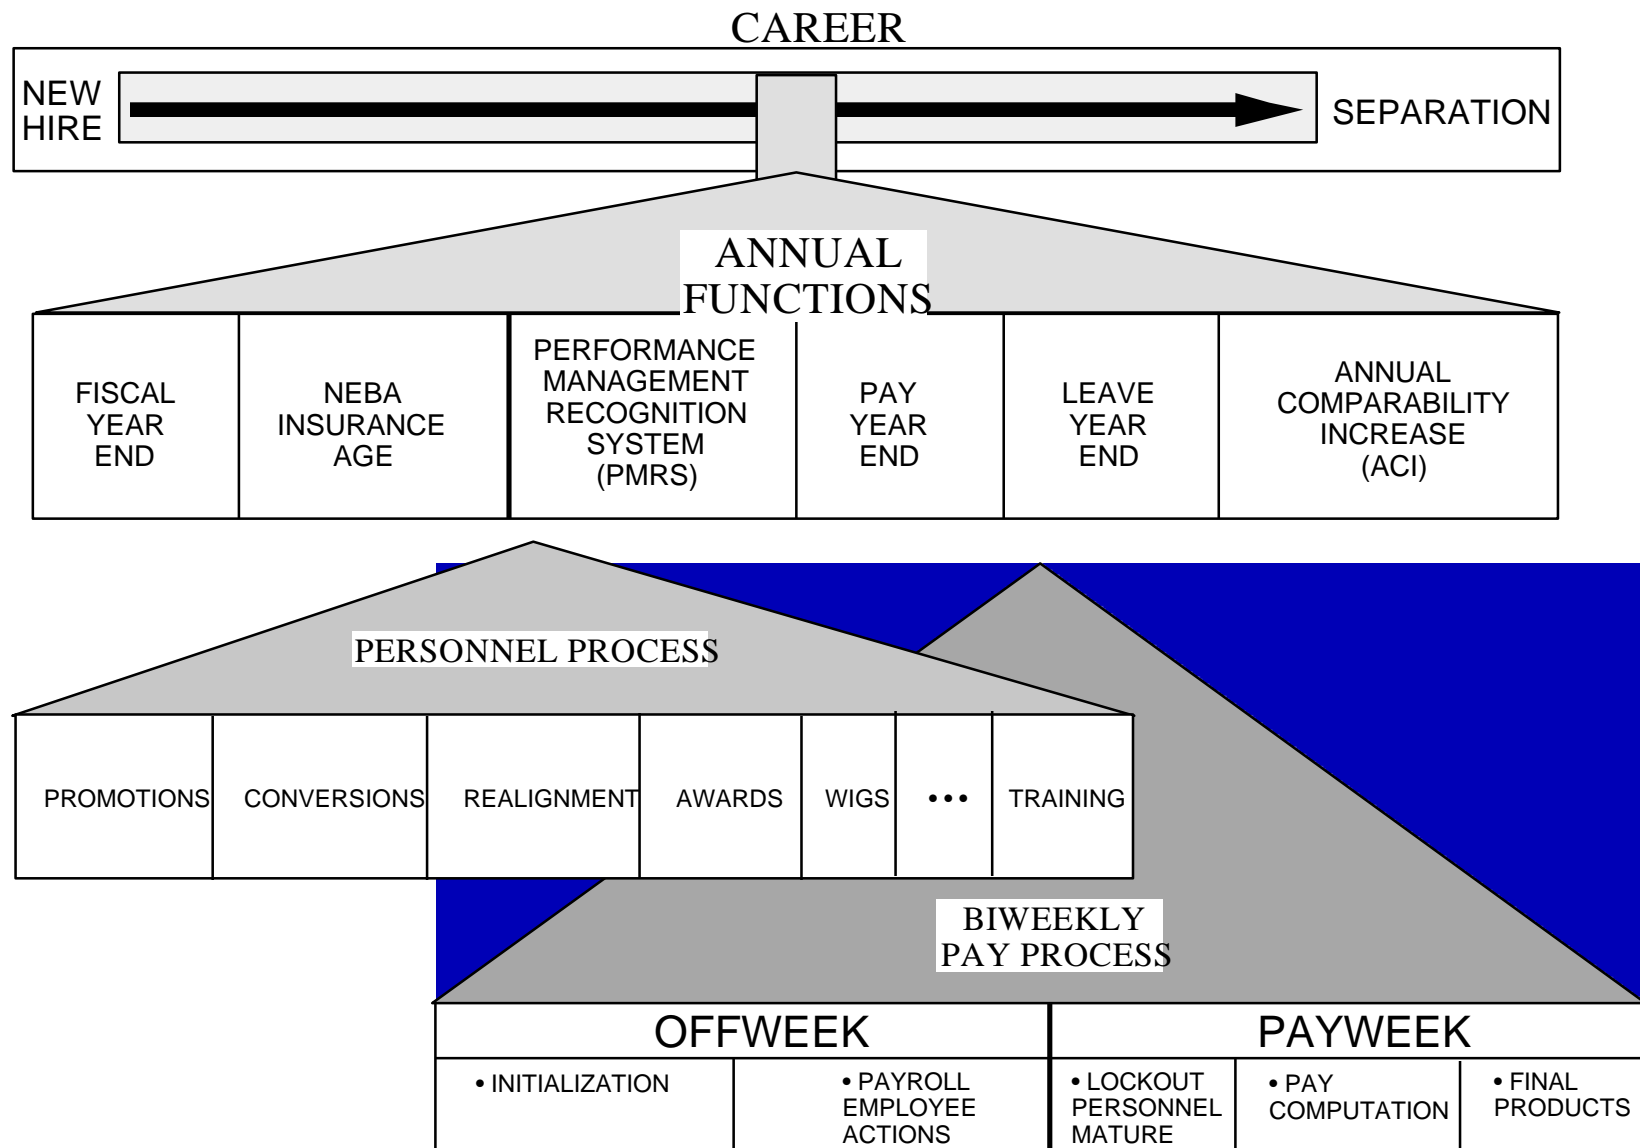 CAREER
NEW
HIRE
SEPARATION
ANNUAL
FUNCTIONS
FISCAL
YEAR
END
NEBA
INSURANCE
AGE
PERFORMANCE
MANAGEMENT
RECOGNITION
SYSTEM
(PMRS)
PAY
YEAR
END
LEAVE
YEAR
END
ANNUAL
COMPARABILITY
INCREASE
(ACI)
PERSONNEL PROCESS
PROMOTIONS
CONVERSIONS
REALIGNMENT
AWARDS
WIGS
•••
TRAINING
BIWEEKLY
PAY PROCESS
OFFWEEK
PAYWEEK
• INITIALIZATION
• PAYROLL
EMPLOYEE
ACTIONS
• LOCKOUT
PERSONNEL
MATURE
• PAY
COMPUTATION
• FINAL
PRODUCTS